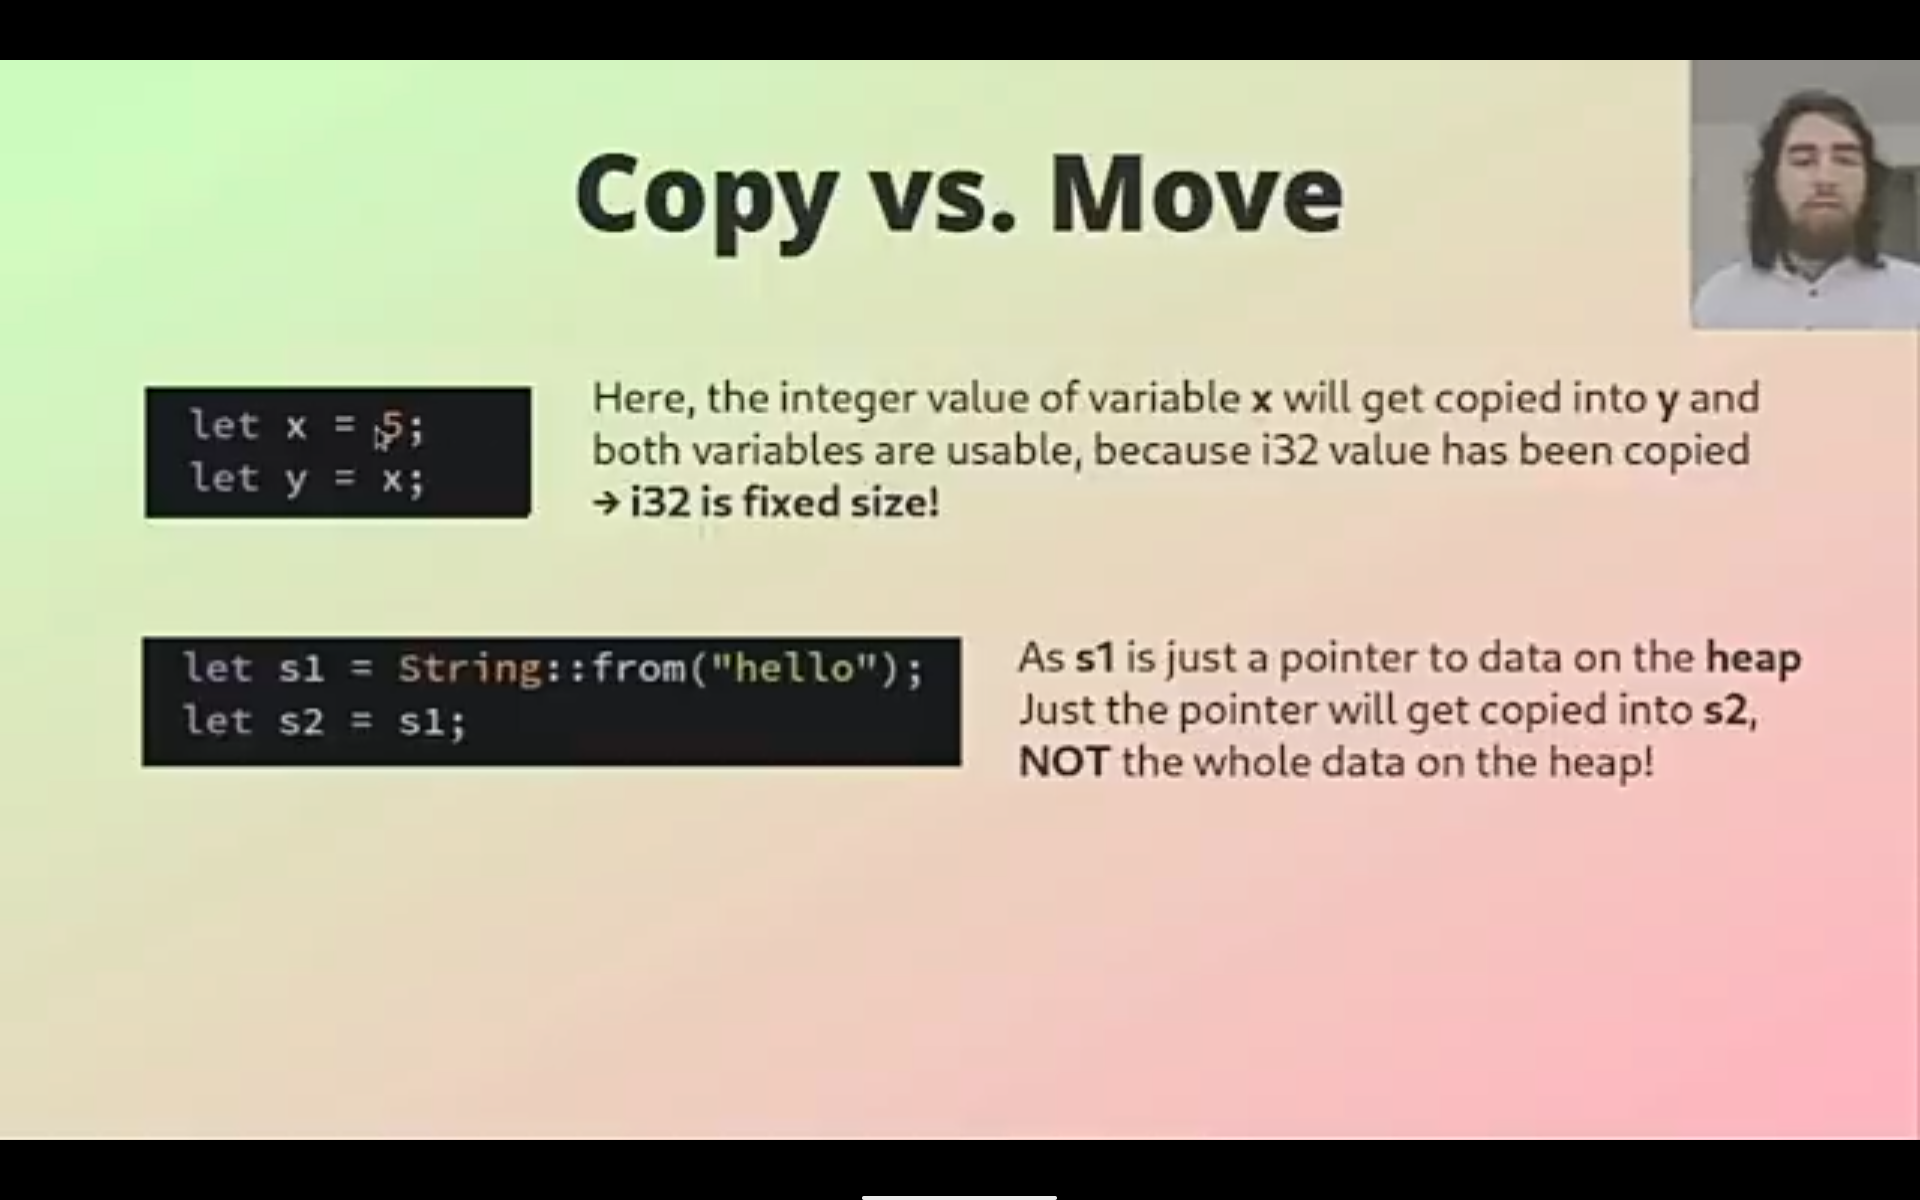 Copy vs. Move
let x = 5;
let y = x;
Here, the integer value of variable x will get copied into y and
both variables are usable, because i32 value has been copied
→ i32 is fixed size!
let s1 = String::from("hello");
let s2 = s1;
As s1 is just a pointer to data on the heap
Just the pointer will get copied into s2,
NOT the whole data on the heap!